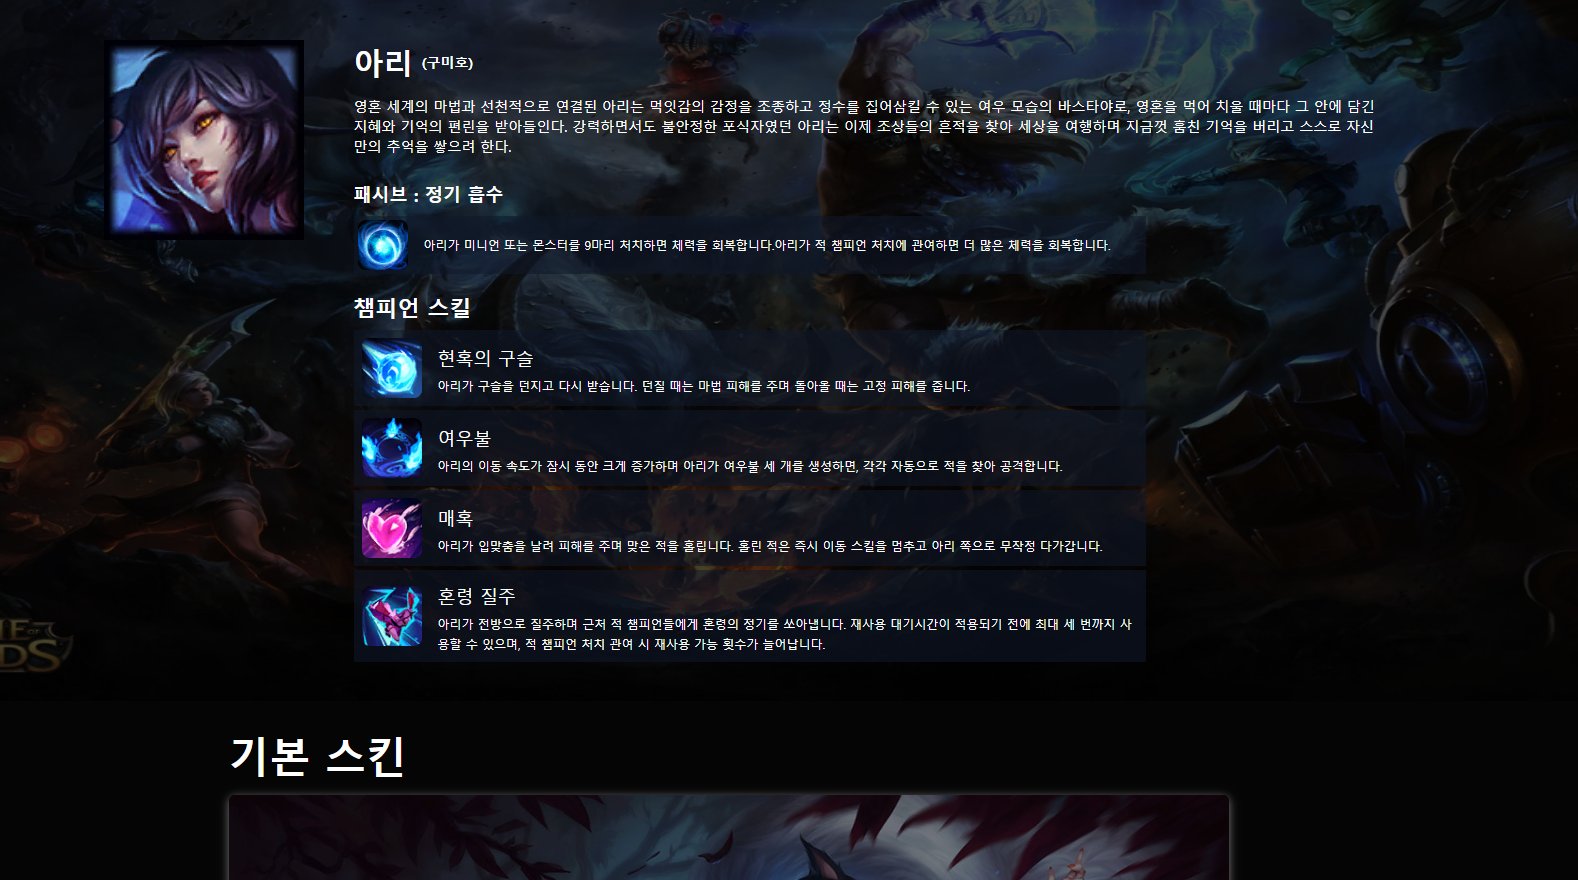 아리 (구미호)
영혼 세계의 마법과 선천적으로 연결된 아리는 먹잇감의 감정을 조종하고 정수를 집어삼킬 수 있는 여우 모습의 바스타야로, 영혼을 먹어 치울 때마다 그 안에 담긴
지혜와 기억의 편린을 받아들인다. 강력하면서도 불안정한 포식자였던 아리는 이제 조상들의 흔적을 찾아 세상을 여행하며 지금껏 훔친 기억을 버리고 스스로 자신
만의 추억을 쌓으려 한다.
패시브 : 정기 흡수
아리가 미니언 또는 몬스터를 9마리 처치하면 체력을 회복합니다.아리가 적 챔피언 처치에 관여하면 더 많은 체력을 회복합니다.
챔피언 스킬
현혹의 구슬
아리가 구슬을 던지고 다시 받습니다. 던질 때는 마법 피해를 주며 돌아올 때는 고정 피해를 줍니다.
여우불
아리의 이동 속도가 잠시 동안 크게 증가하며 아리가 여우불 세 개를 생성하면, 각각 자동으로 적을 찾아 공격합니다.
매혹
아리가 입맞춤을 날려 피해를 주며 맞은 적을 홀립니다. 홀린 적은 즉시 이동 스킬을 멈추고 아리 쪽으로 무작정 다가갑니다.
혼령 질주
아리가 전방으로 질주하며 근처 적 챔피언들에게 혼령의 정기를 쏘아냅니다. 재사용 대기시간이 적용되기 전에 최대 세 번까지 사
용할 수 있으며, 적 챔피언 처치 관여 시 재사용 가능 횟수가 늘어납니다.
기본 스킨